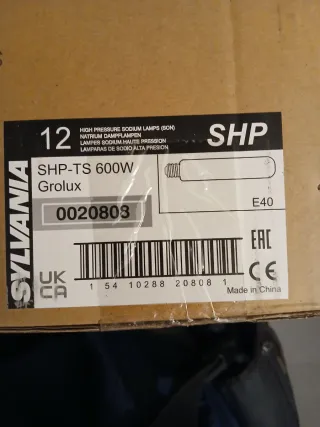 12
HIGH PRESSURE SODIUM LAMPS (SON)
NATRIUM DAMPFLAMPEN
LAMPES SODIUM HAUTE PRESSION
LAMPARAS DE SODIO ALTA PRESION
SHP
SYLVANIA
SHP-TS 600W
Grolux
0020808
E40
UK
CA
EAC
CE
1 54 10288 20808 1
Made in China